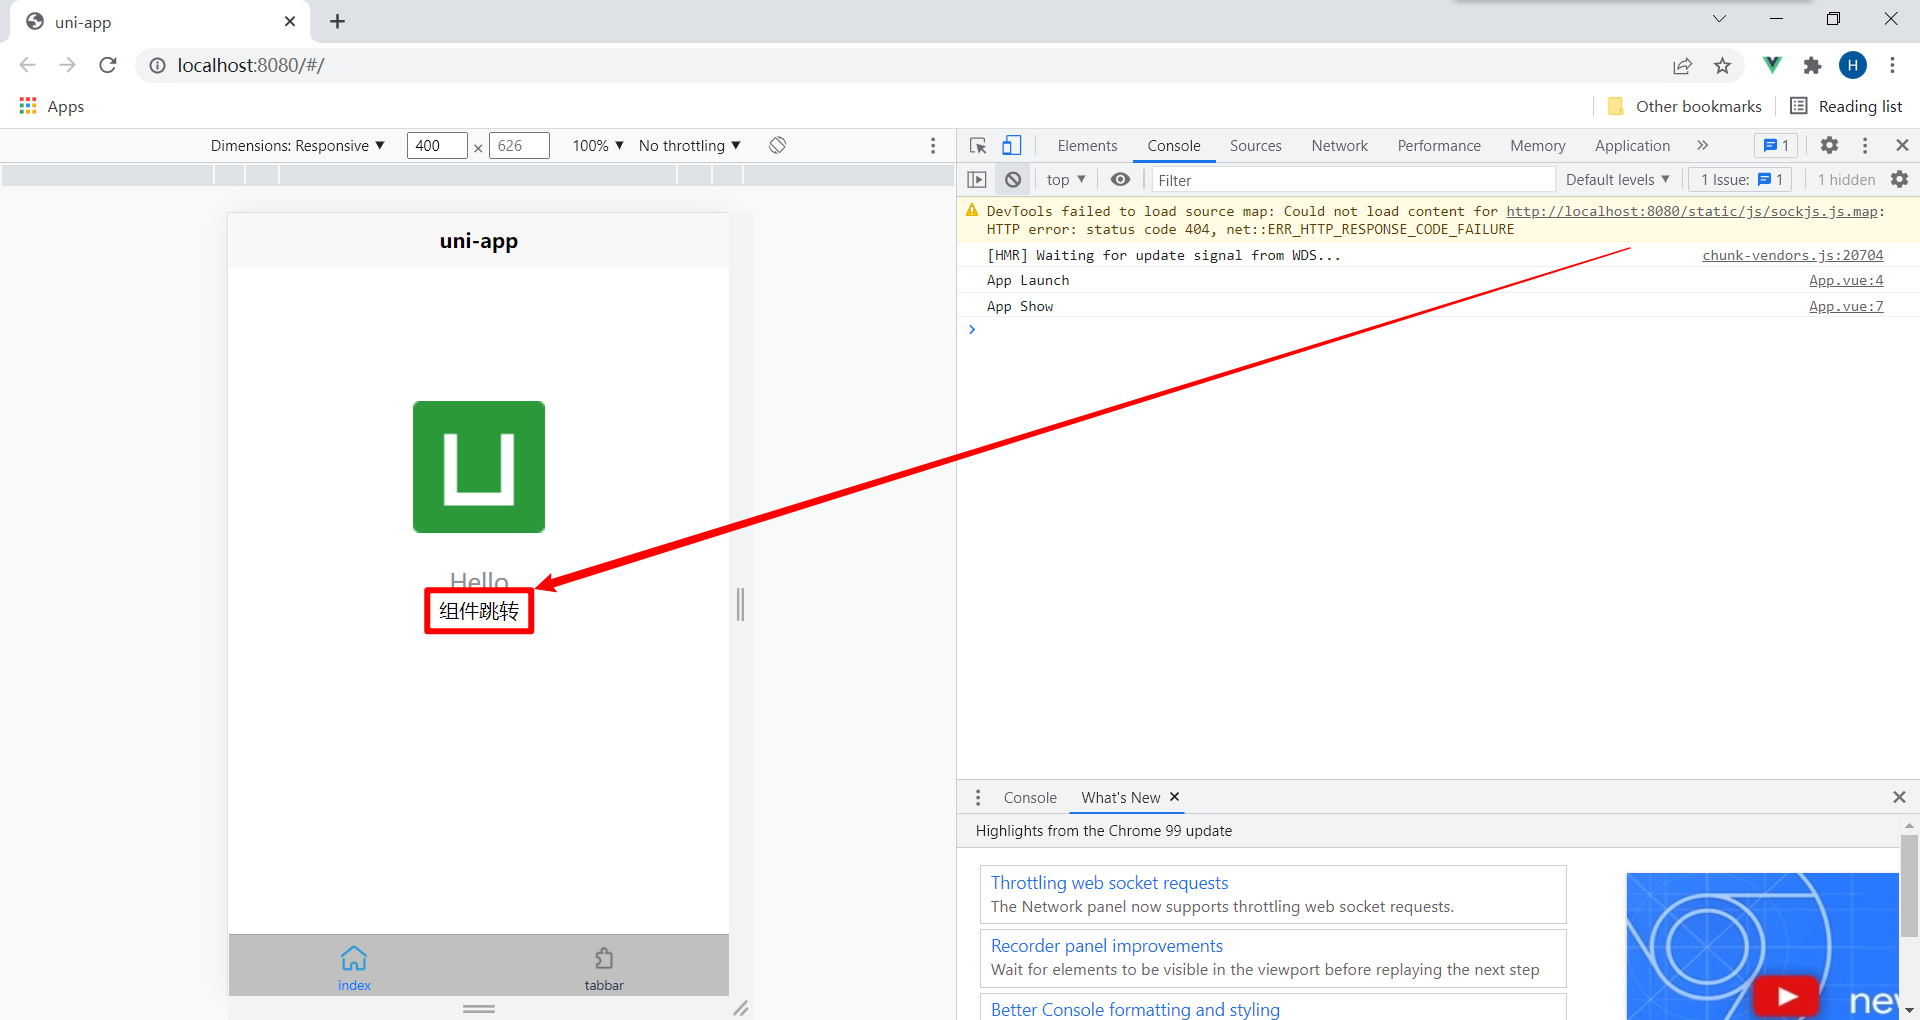 uni-app
localhost:8080/#/
H
Apps
Other bookmarks
Reading list
Dimensions: Responsive ▼ 400 × 626 100% ▼ No throttling ▼
Elements Console Sources Network Performance Memory Application » 1
top ▼ Filter Default levels ▼ 1 Issue: 1 1 hidden
uni-app
DevTools failed to load source map: Could not load content for http://localhost:8080/static/js/sockjs.js.map:
HTTP error: status code 404, net::ERR_HTTP_RESPONSE_CODE_FAILURE
[HMR] Waiting for update signal from WDS... chunk-vendors.js:20704
App Launch App.vue:4
App Show App.vue:7
Hello
组件跳转
index
tabbar
Console What's New
Highlights from the Chrome 99 update
Throttling web socket requests
The Network panel now supports throttling web socket requests.
Recorder panel improvements
Wait for elements to be visible in the viewport before replaying the next step
Better Console formatting and styling